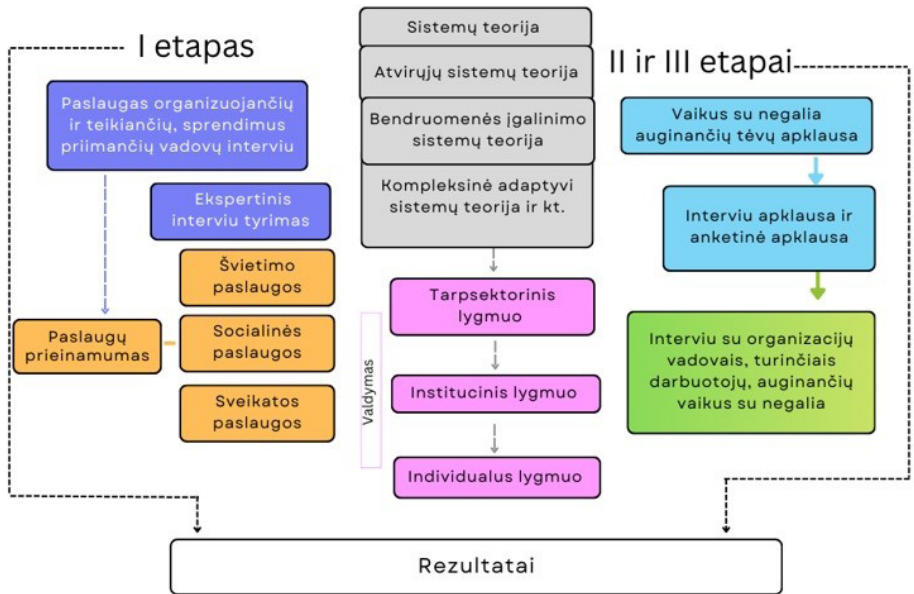 I etapas
Paslaugas organizuojančių
ir teikiančių, sprendimus
priimančių vadovų interviu
Ekspertinis
interviu tyrimas
Švietimo
paslaugos
Paslaugų
prieinamumas
Socialinės
paslaugos
Sveikatos
paslaugos
Sistemų teorija
Atvirųjų sistemų teorija
Bendruomenės įgalinimo
sistemų teorija
Kompleksinė adaptyvi
sistemų teorija ir kt.
Valdymas
Tarpsektorinis
lygmuo
Institucinis lygmuo
Individualus lygmuo
II ir III etapai
Vaikus su negalia
auginančių tėvų apklausa
Interviu apklausa ir
anketinė apklausa
Interviu su organizacijų
vadovais, turinčiais
darbuotojų, auginančių
vaikus su negalia
Rezultatai